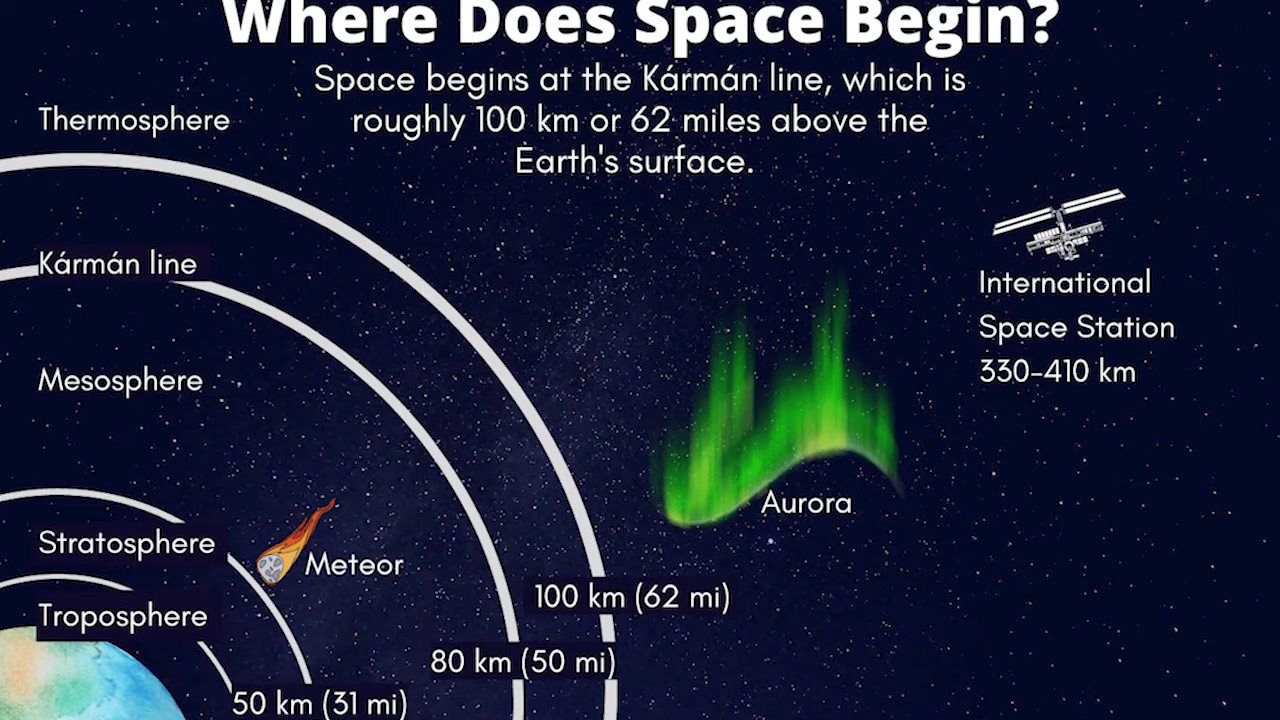 Where Does Space Begin?
Space begins at the Kármán line, which is
roughly 100 km or 62 miles above the
Earth's surface.
Thermosphere
Kármán line
International
Space Station
330-410 km
Mesosphere
Aurora
Stratosphere
Meteor
100 km (62 mi)
Troposphere
80 km (50 mi)
50 km (31 mi)